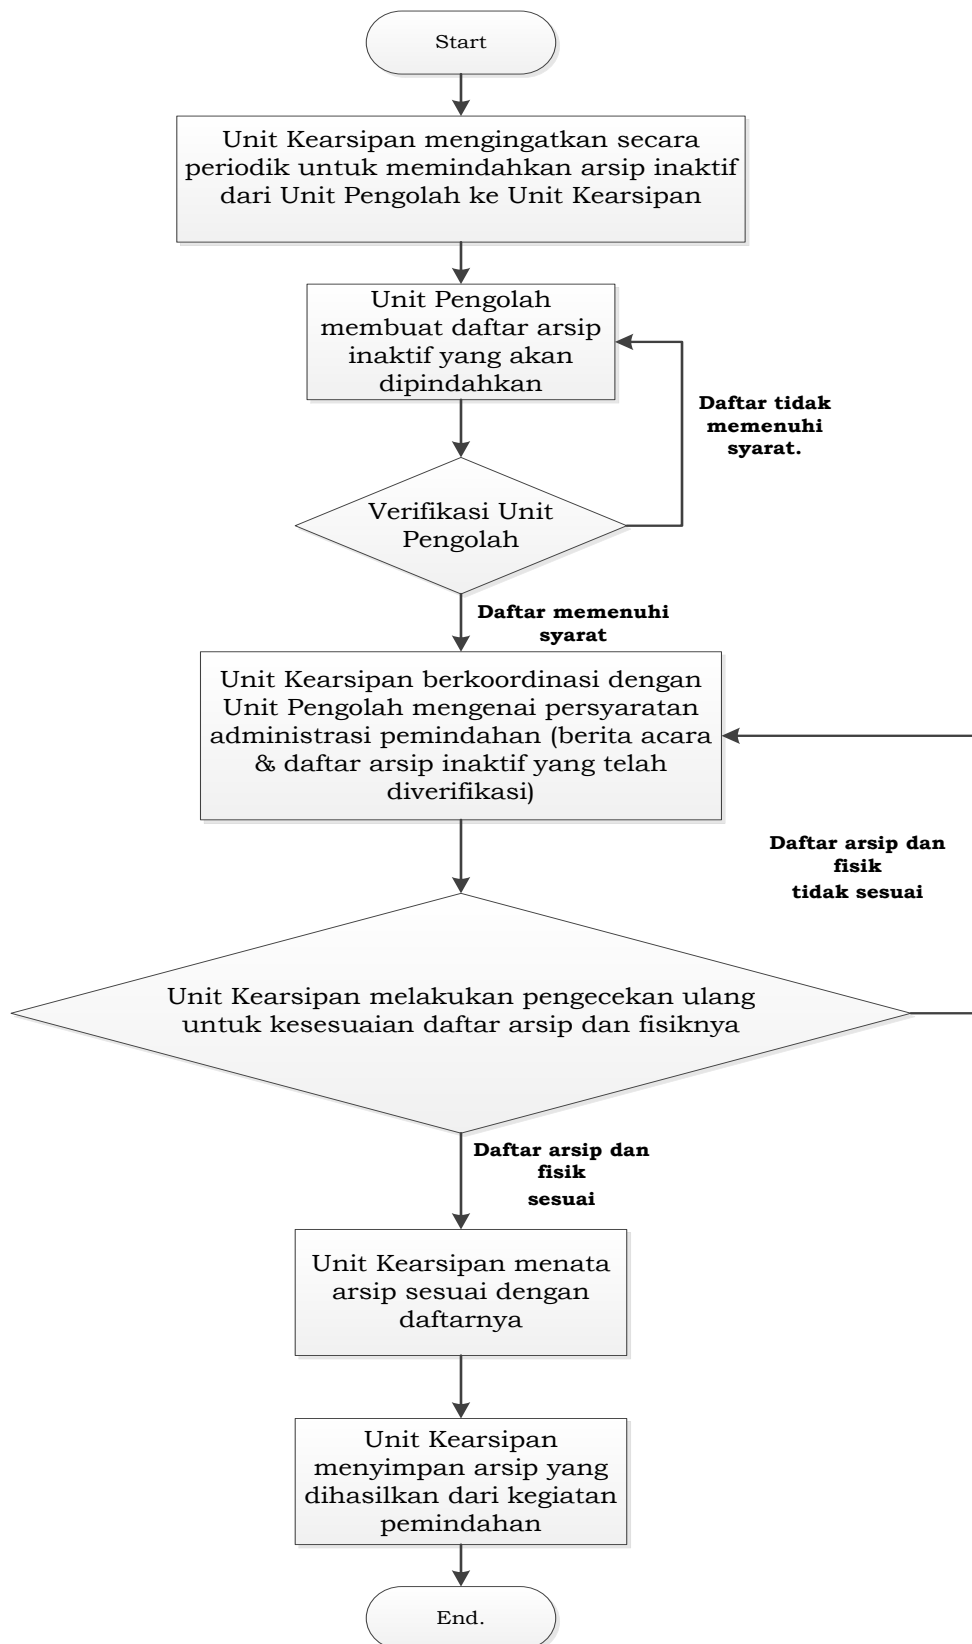 Start
Unit Kearsipan mengingatkan secara
periodik untuk memindahkan arsip inaktif
dari Unit Pengolah ke Unit Kearsipan
Unit Pengolah
membuat daftar arsip
inaktif yang akan
dipindahkan
Daftar tidak
memenuhi
syarat.
Verifikasi Unit
Pengolah
Daftar memenuhi
syarat
Unit Kearsipan berkoordinasi dengan
Unit Pengolah mengenai persyaratan
administrasi pemindahan (berita acara
& daftar arsip inaktif yang telah
diverifikasi)
Daftar arsip dan
fisik
tidak sesuai
Unit Kearsipan melakukan pengecekan ulang
untuk kesesuaian daftar arsip dan fisiknya
Daftar arsip dan
fisik
sesuai
Unit Kearsipan menata
arsip sesuai dengan
daftarnya
Unit Kearsipan
menyimpan arsip yang
dihasilkan dari kegiatan
pemindahan
End.